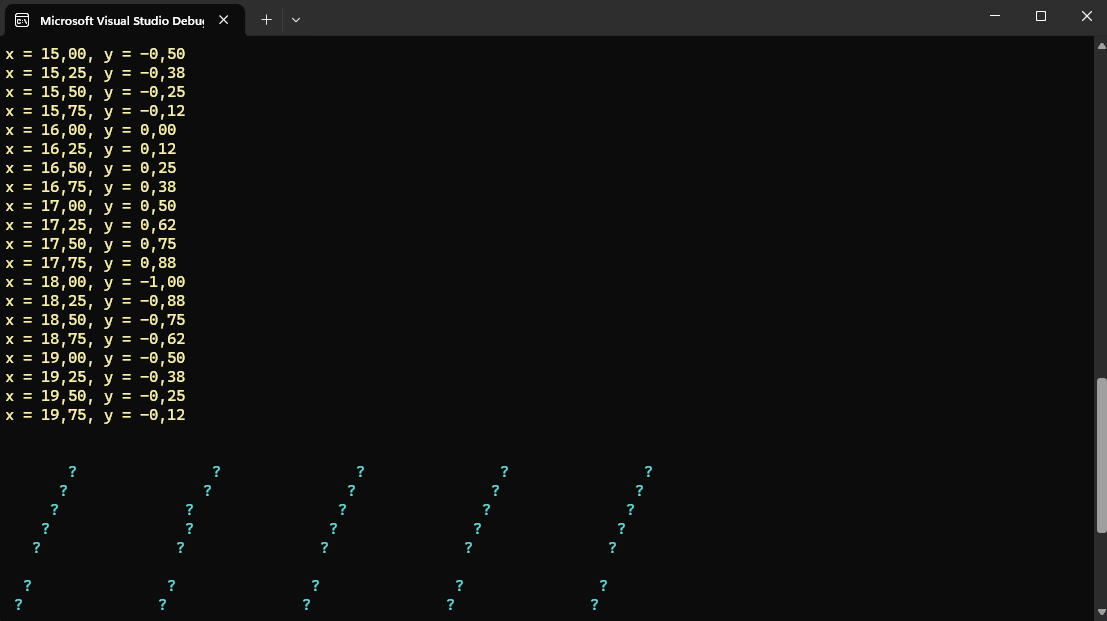 Microsoft Visual Studio Debug
x = 15,00, y = -0,50
x = 15,25, y = -0,38
x = 15,50, y = -0,25
x = 15,75, y = -0,12
x = 16,00, y = 0,00
x = 16,25, y = 0,12
x = 16,50, y = 0,25
x = 16,75, y = 0,38
x = 17,00, y = 0,50
x = 17,25, y = 0,62
x = 17,50, y = 0,75
x = 17,75, y = 0,88
x = 18,00, y = -1,00
x = 18,25, y = -0,88
x = 18,50, y = -0,75
x = 18,75, y = -0,62
x = 19,00, y = -0,50
x = 19,25, y = -0,38
x = 19,50, y = -0,25
x = 19,75, y = -0,12
? ? ? ? ?
? ? ? ? ?
? ? ? ? ?
? ? ? ? ?
? ? ? ? ?
? ? ? ? ?
? ? ? ? ?